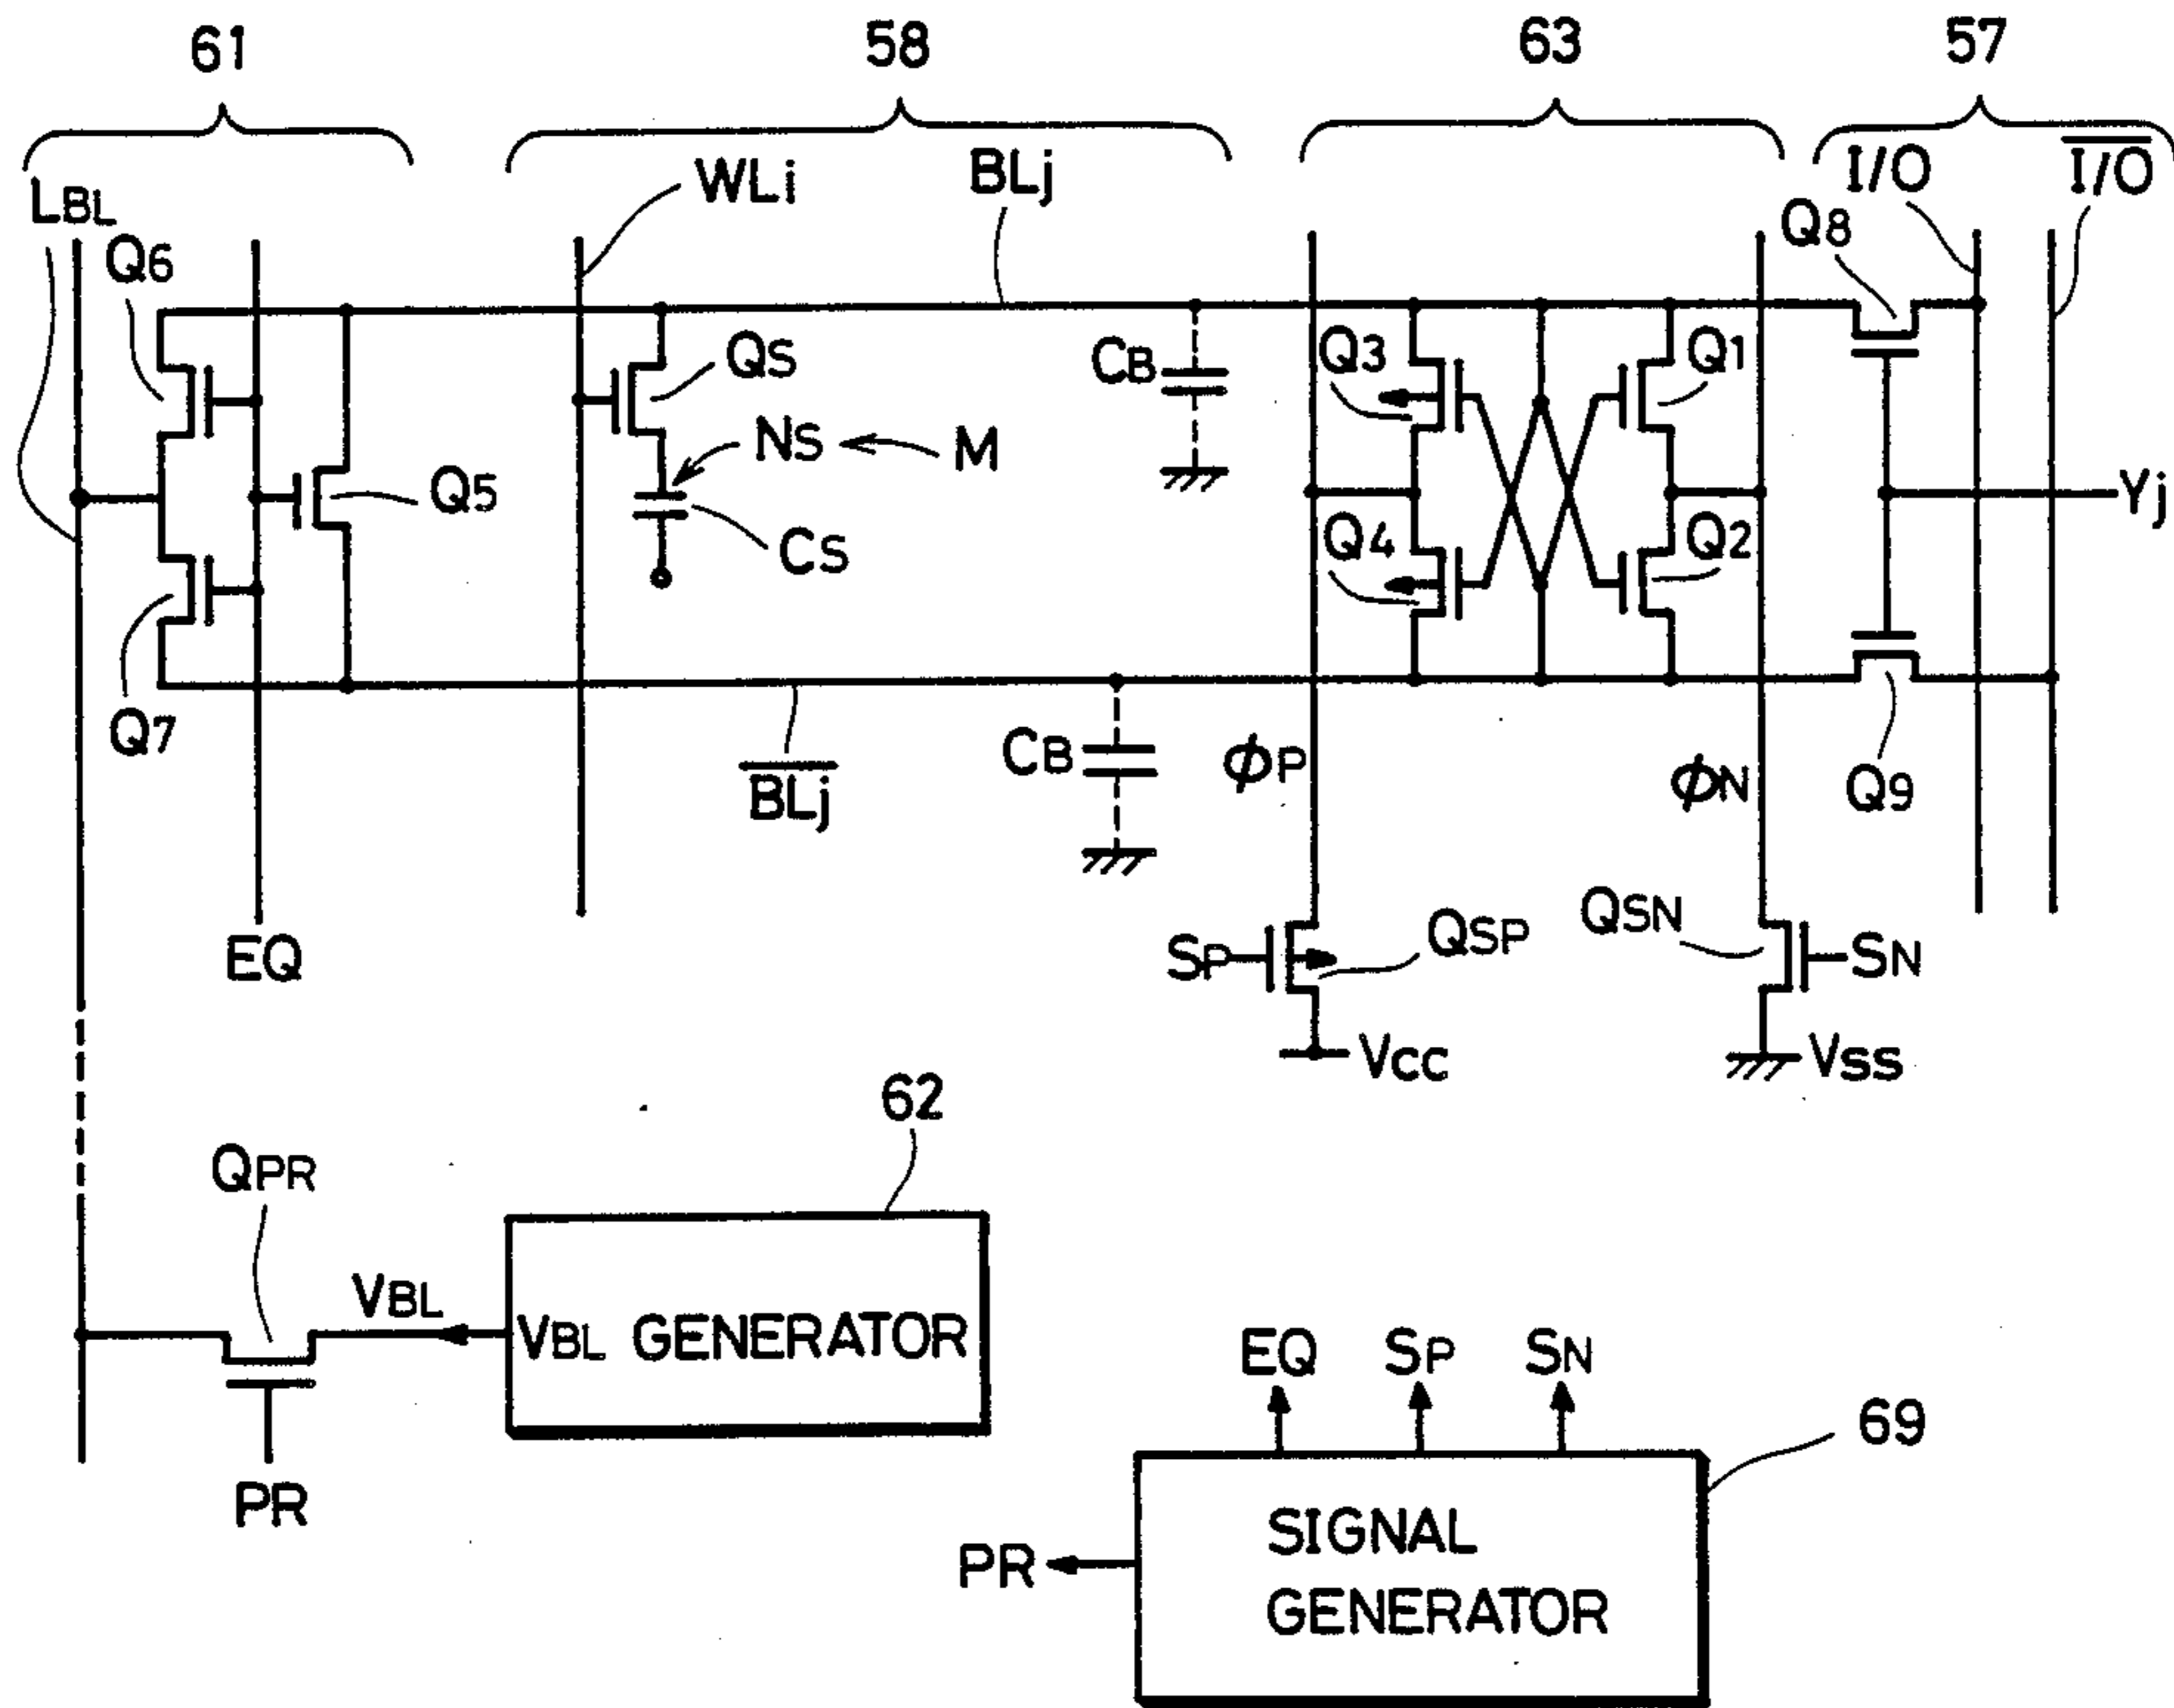 61 58 63 57
LBL WLi BLj I/O I/O
Q6 QS CB Q3 Q1 Q8
NS M
Q5 CS Q4 Q2 Yj
Q7 BLj CB ϕP ϕN Q9
EQ SP QSP QSN SN
VCC VSS
62
QPR VBL VBL GENERATOR
PR
EQ SP SN
69
PR SIGNAL
GENERATOR